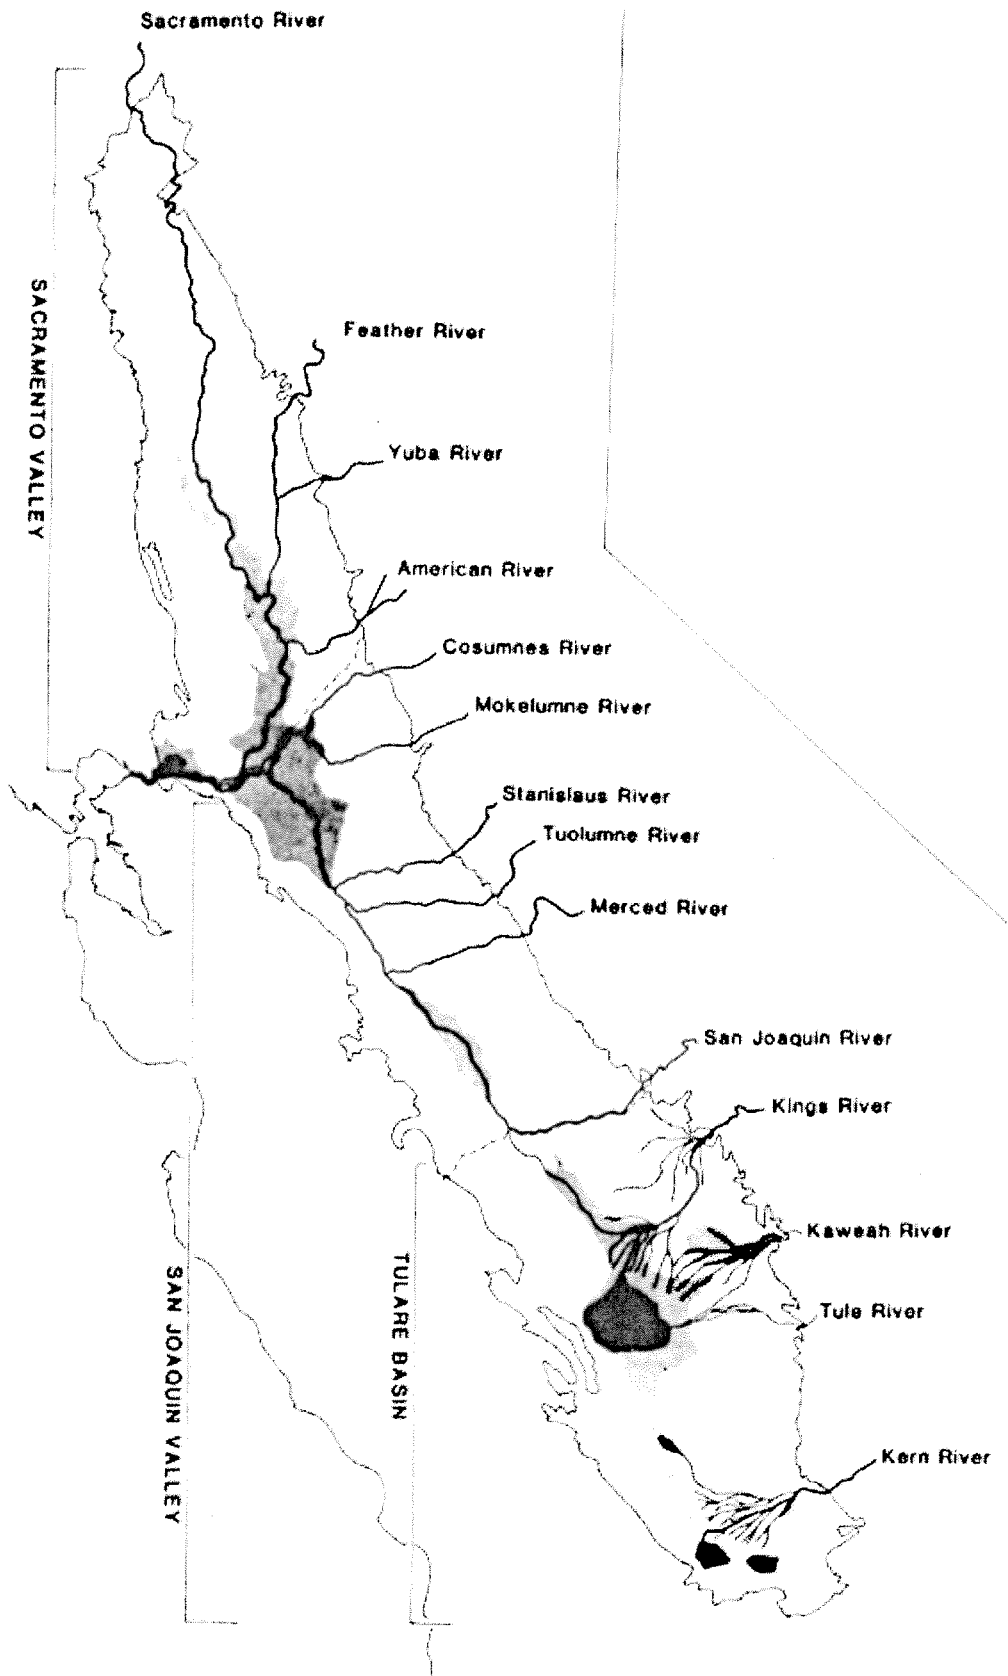 Sacramento River
SACRAMENTO VALLEY
Feather River
Yuba River
American River
Cosumnes River
Mokelumne River
Stanislaus River
Tuolumne River
Merced River
San Joaquin River
Kings River
Kaweah River
TULARE BASIN
SAN JOAQUIN VALLEY
Tule River
Kern River